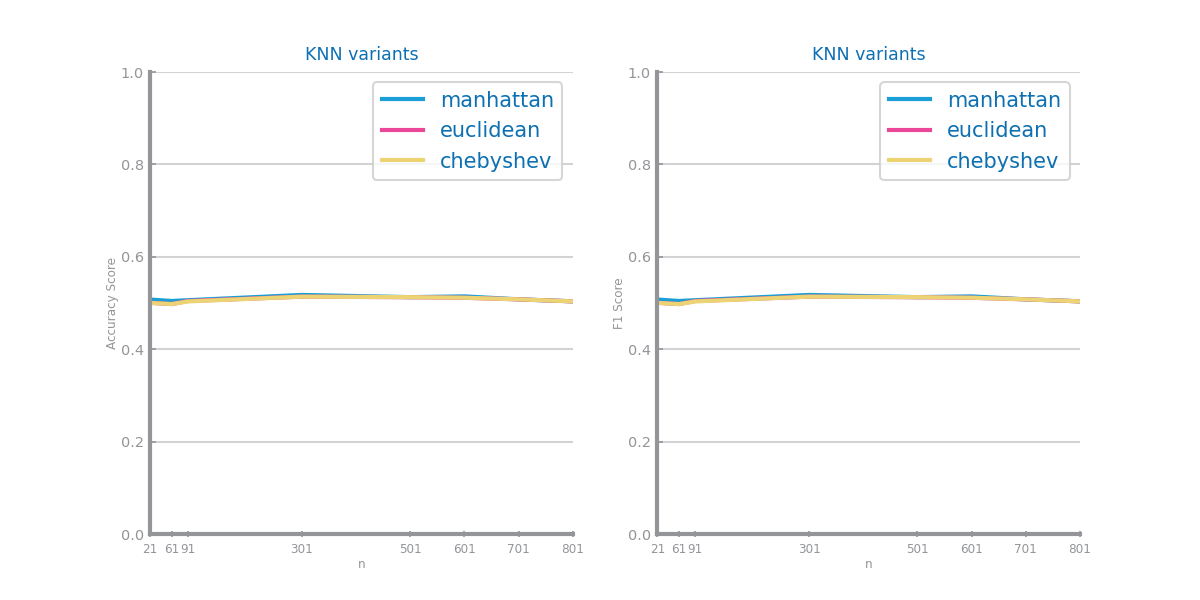 KNN variants
1.0
0.8
0.6
0.4
0.2
0.0
Accuracy Score
manhattan
euclidean
chebyshev
21 61 91 301 501 601 701 801
n
KNN variants
1.0
0.8
0.6
0.4
0.2
0.0
F1 Score
manhattan
euclidean
chebyshev
21 61 91 301 501 601 701 801
n